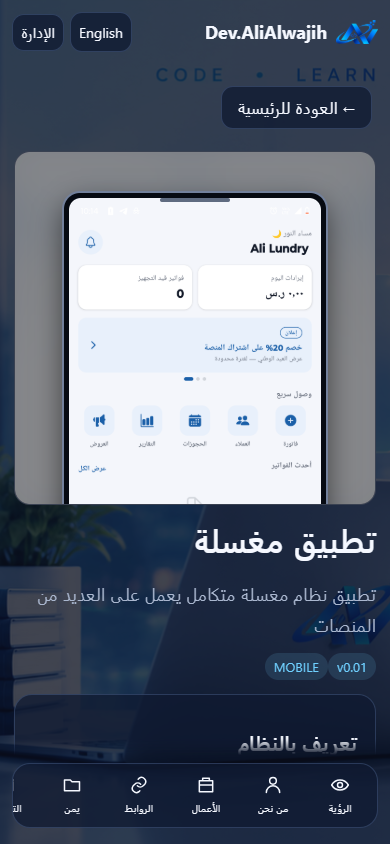 Dev.AliAlwajih
English
الإدارة
CODE • LEARN
← العودة للرئيسية
مساء النور 🌙
Ali Lundry
إيرادات اليوم
٠.٠٠ ر.س
فواتير قيد التجهيز
0
إعلان
خصم 20% على اشتراك المنصة
عرض العيد الوطني — لفترة محدودة
وصول سريع
فاتورة
العملاء
الحجوزات
التقارير
العروض
أحدث الفواتير
عرض الكل
تطبيق مغسلة
تطبيق نظام مغسلة متكامل يعمل على العديد من
المنصات
v0.01
MOBILE
تعريف بالنظام
الرؤية
من نحن
الأعمال
الروابط
يمن